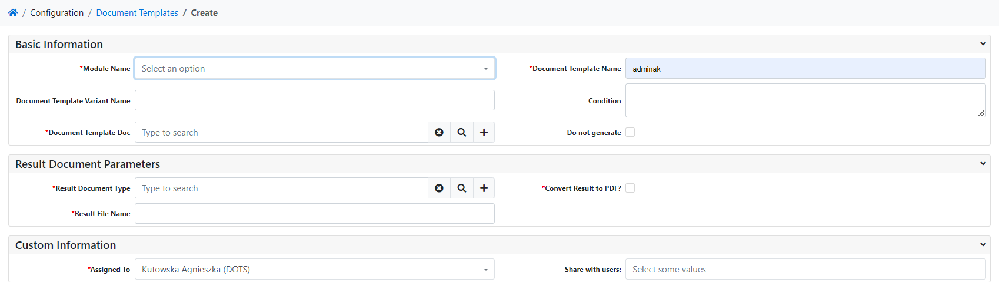 / Configuration / Document Templates / Create
Basic Information
*Module Name Select an option
*Document Template Name adminak
Document Template Variant Name
Condition
*Document Template Doc Type to search
Do not generate
Result Document Parameters
*Result Document Type Type to search
*Convert Result to PDF?
*Result File Name
Custom Information
*Assigned To Kutowska Agnieszka (DOTS)
Share with users: Select some values